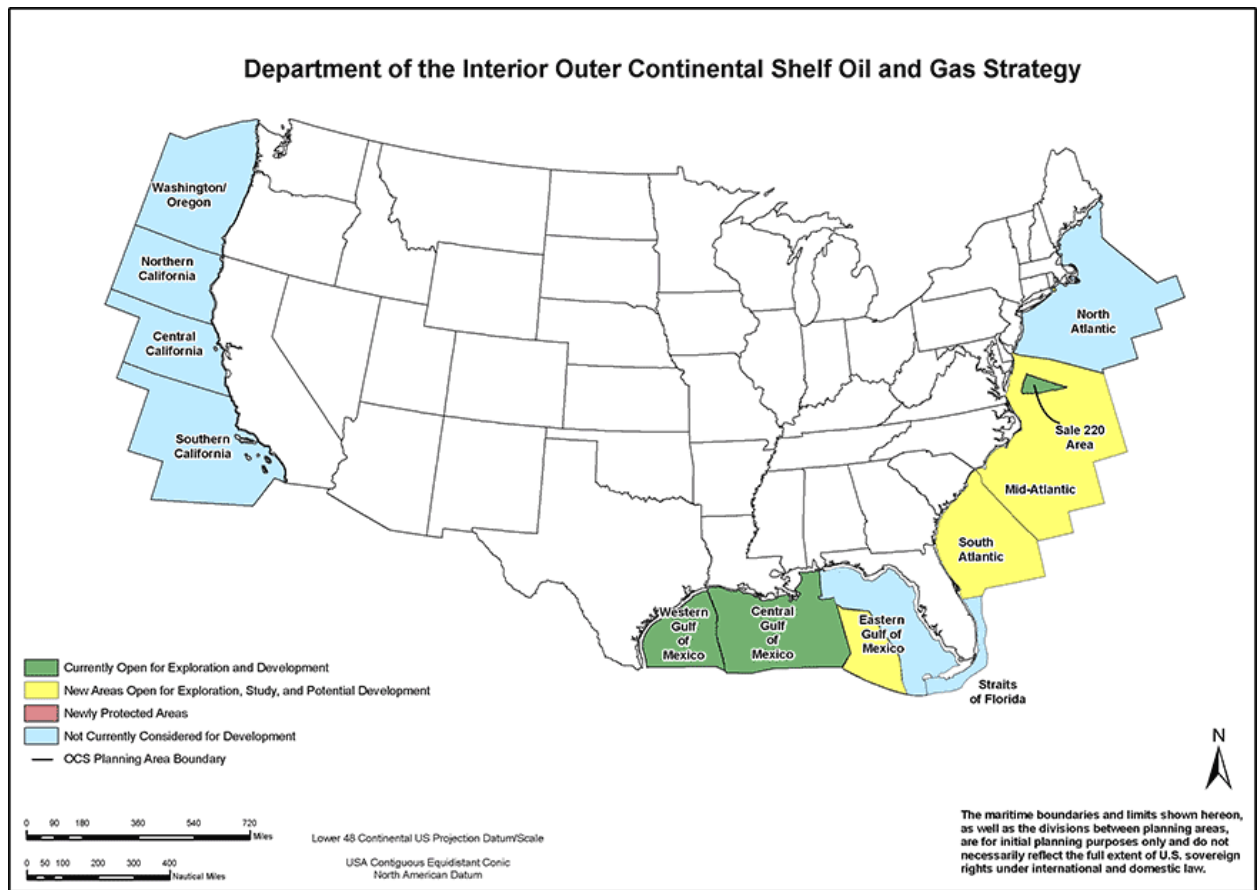 Department of the Interior Outer Continental Shelf Oil and Gas Strategy
Washington/
Oregon
Northern
California
Central
California
Southern
California
North
Atlantic
Sale 220
Area
Mid-Atlantic
South
Atlantic
Western
Gulf
of
Mexico
Central
Gulf
of
Mexico
Eastern
Gulf of
Mexico
Straits
of Florida
Currently Open for Exploration and Development
New Areas Open for Exploration, Study, and Potential Development
Newly Protected Areas
Not Currently Considered for Development
OCS Planning Area Boundary
N
0 90 180 360 540 720
Miles
0 50 100 200 300 400
Nautical Miles
Lower 48 Continental US Projection Datum/Scale
USA Contiguous Equidistant Conic
North American Datum
The maritime boundaries and limits shown hereon,
as well as the divisions between planning areas,
are for initial planning purposes only and do not
necessarily reflect the full extent of U.S. sovereign
rights under international and domestic law.